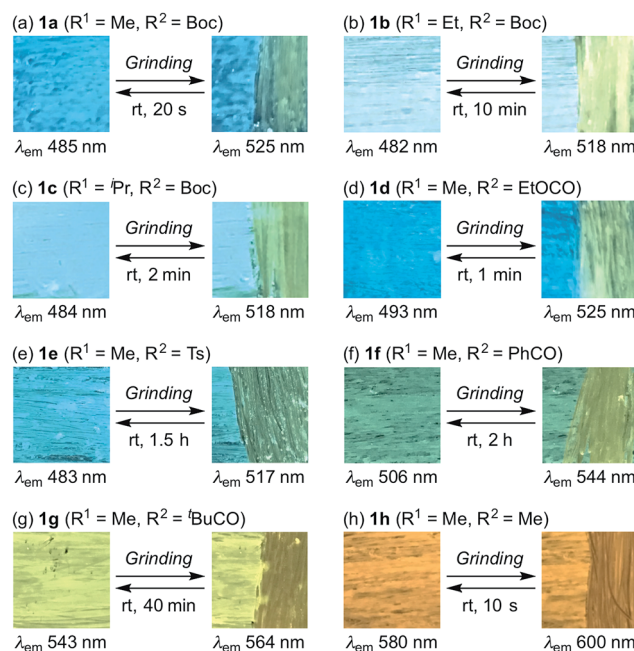 (a) 1a (R¹ = Me, R² = Boc)
Grinding
rt, 20 s
λem 485 nm
λem 525 nm
(b) 1b (R¹ = Et, R² = Boc)
Grinding
rt, 10 min
λem 482 nm
λem 518 nm
(c) 1c (R¹ = ⁱPr, R² = Boc)
Grinding
rt, 2 min
λem 484 nm
λem 518 nm
(d) 1d (R¹ = Me, R² = EtOCO)
Grinding
rt, 1 min
λem 493 nm
λem 525 nm
(e) 1e (R¹ = Me, R² = Ts)
Grinding
rt, 1.5 h
λem 483 nm
λem 517 nm
(f) 1f (R¹ = Me, R² = PhCO)
Grinding
rt, 2 h
λem 506 nm
λem 544 nm
(g) 1g (R¹ = Me, R² = ᵗBuCO)
Grinding
rt, 40 min
λem 543 nm
λem 564 nm
(h) 1h (R¹ = Me, R² = Me)
Grinding
rt, 10 s
λem 580 nm
λem 600 nm